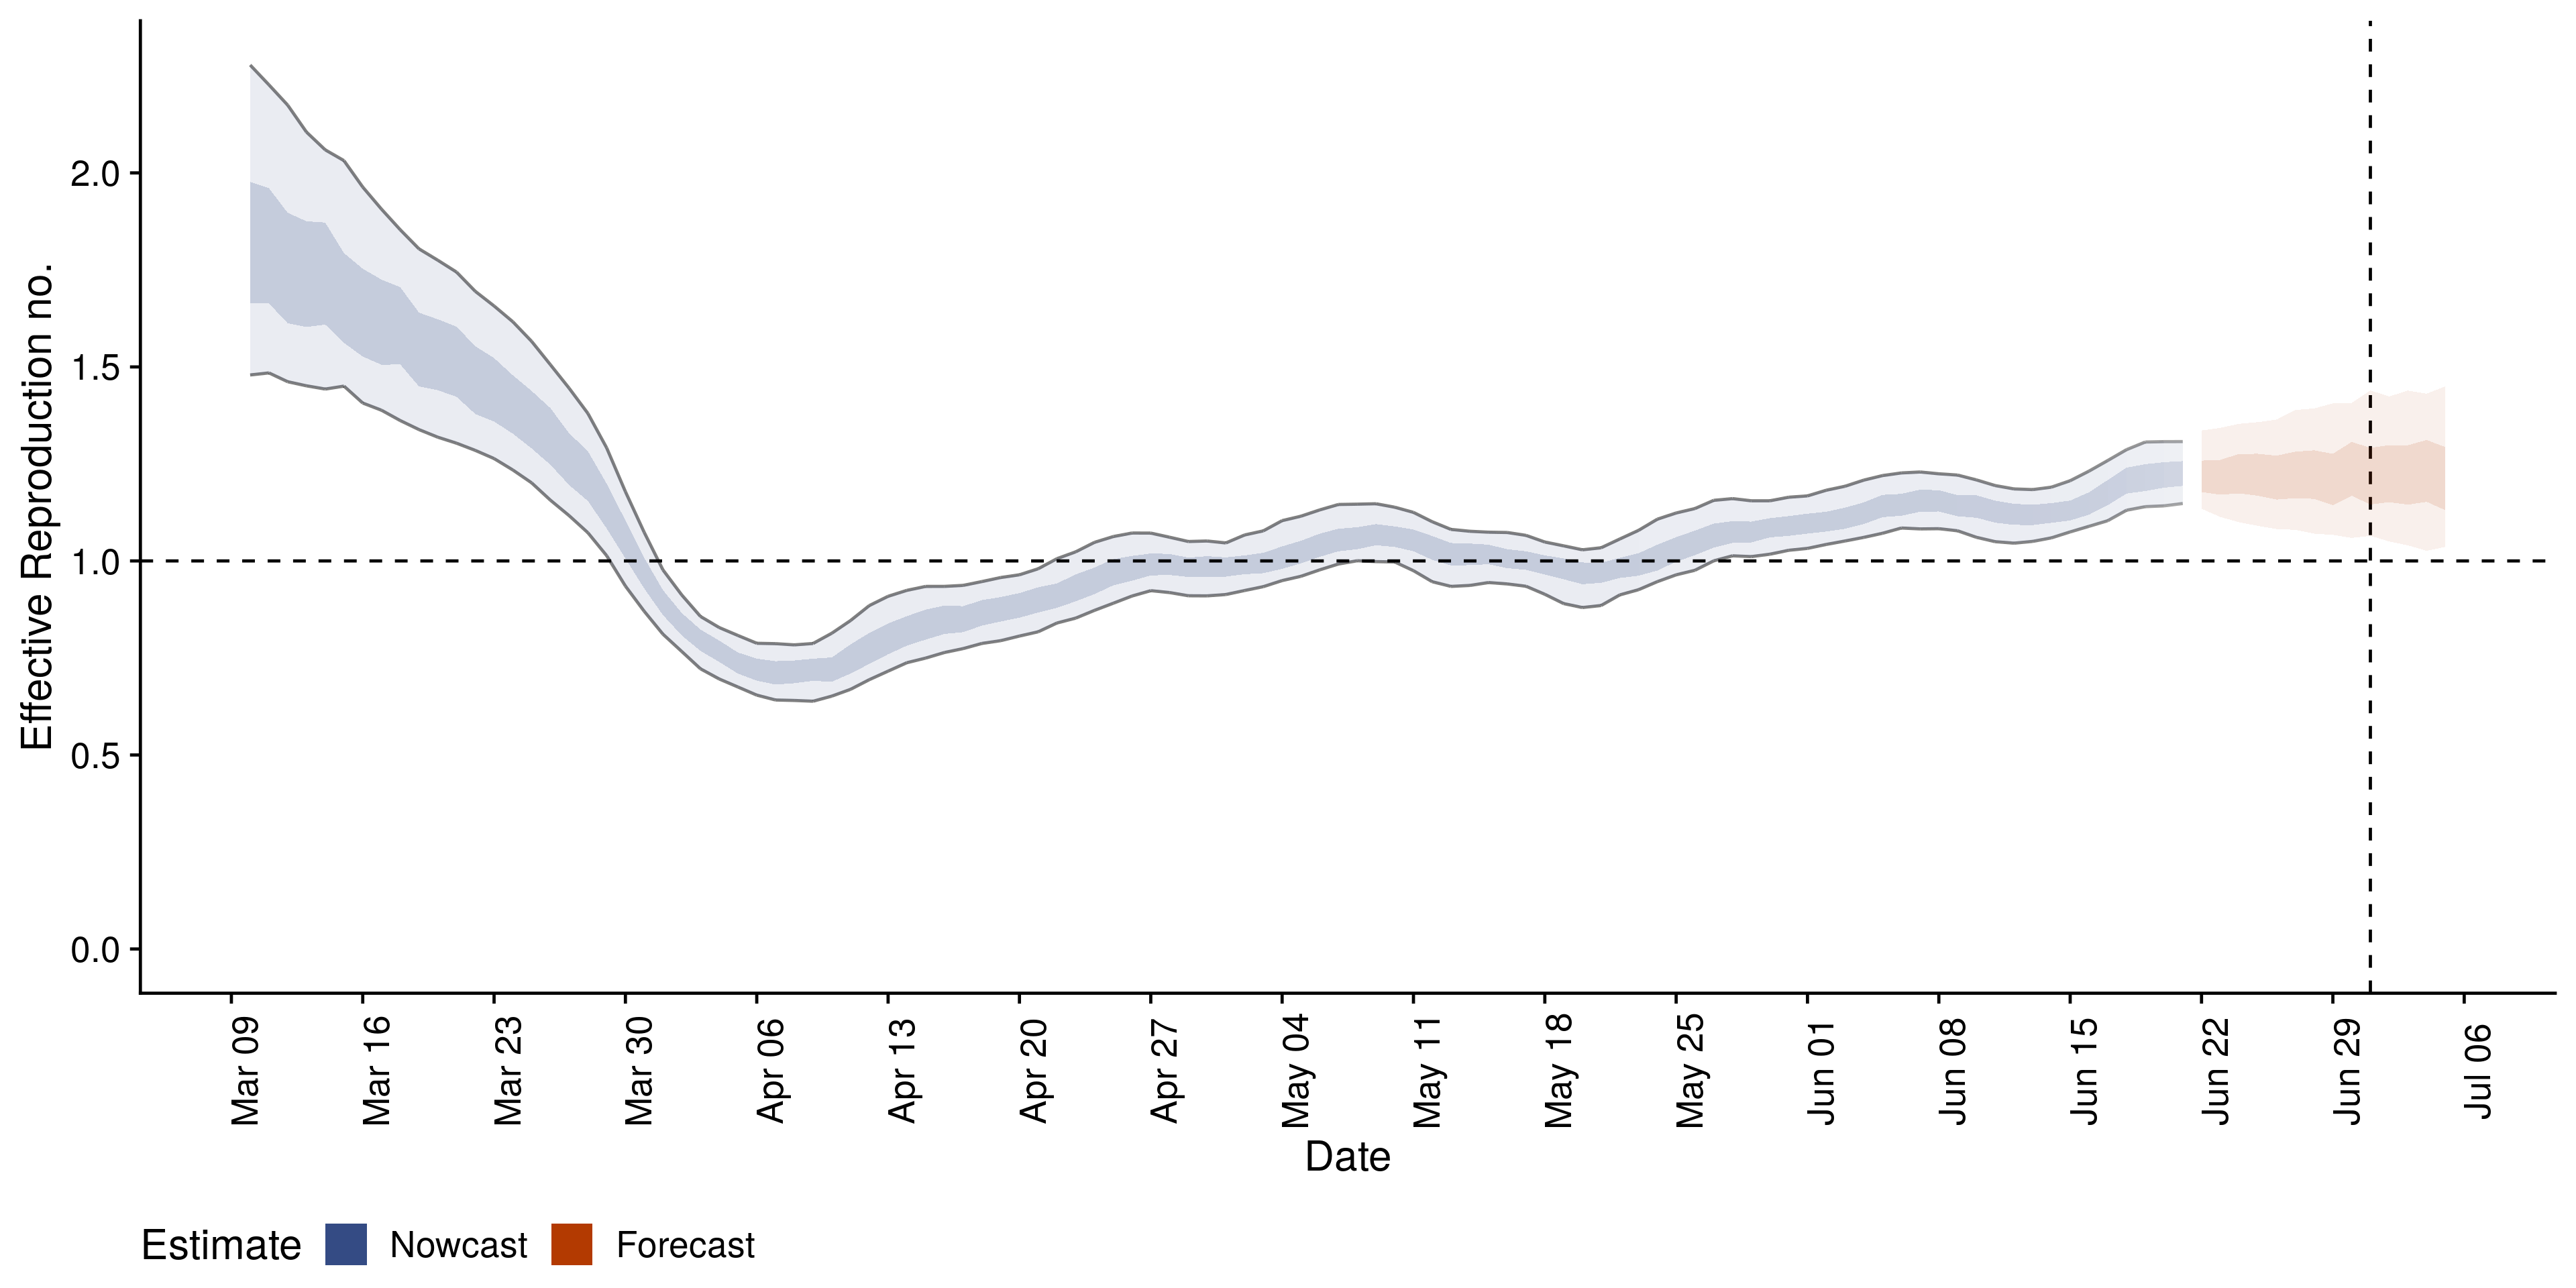 Effective Reproduction no.
2.0
1.5
1.0
0.5
0.0
Mar 09
Mar 16
Mar 23
Mar 30
Apr 06
Apr 13
Apr 20
Apr 27
May 04
May 11
May 18
May 25
Jun 01
Jun 08
Jun 15
Jun 22
Jun 29
Jul 06
Date
Estimate Nowcast Forecast